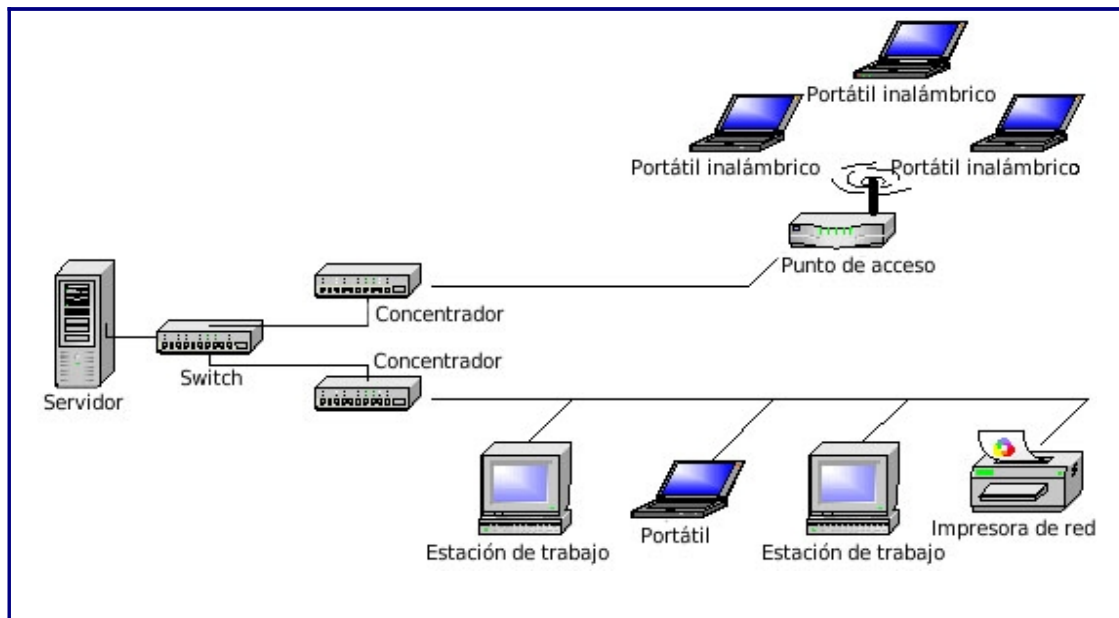 Portátil inalámbrico
Portátil inalámbrico
Portátil inalámbrico
Punto de acceso
Concentrador
Concentrador
Switch
Servidor
Estación de trabajo
Portátil
Estación de trabajo
Impresora de red